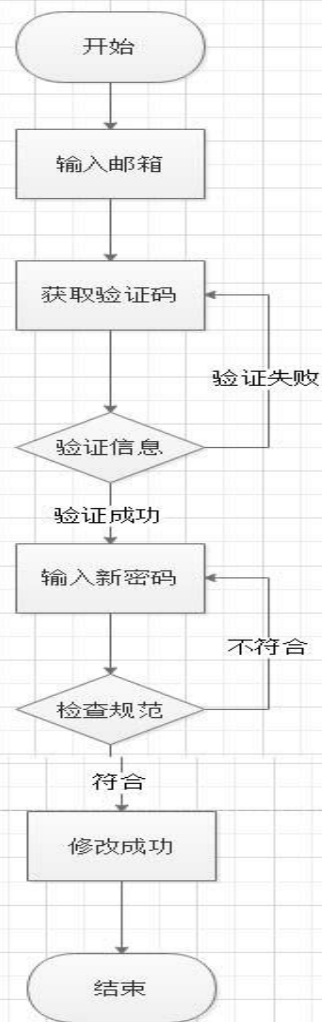 开始
输入邮箱
获取验证码
验证失败
验证信息
验证成功
输入新密码
不符合
检查规范
符合
修改成功
结束